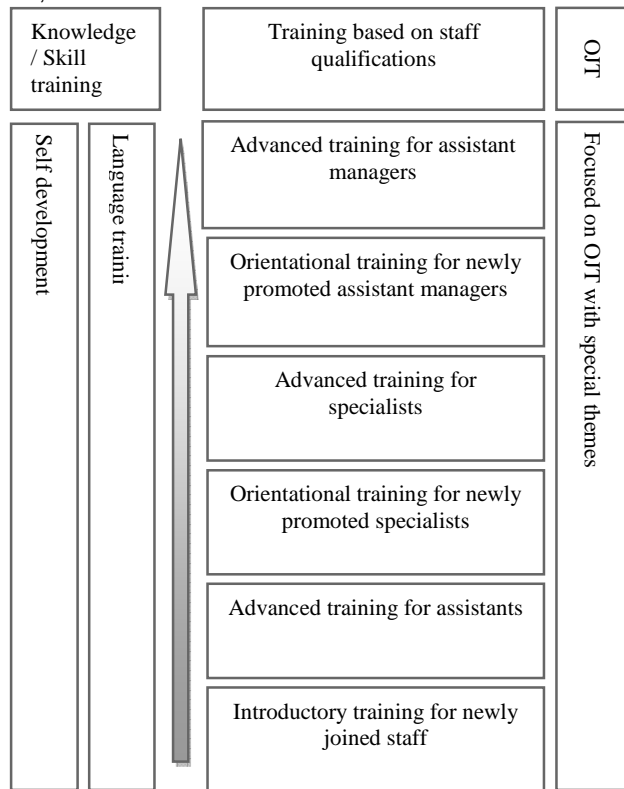 Knowledge
/ Skill
training
Training based on staff
qualifications
OJT
Self development
Language trainin
Advanced training for assistant
managers
Orientational training for newly
promoted assistant managers
Advanced training for
specialists
Orientational training for newly
promoted specialists
Advanced training for assistants
Introductory training for newly
joined staff
Focused on OJT with special themes